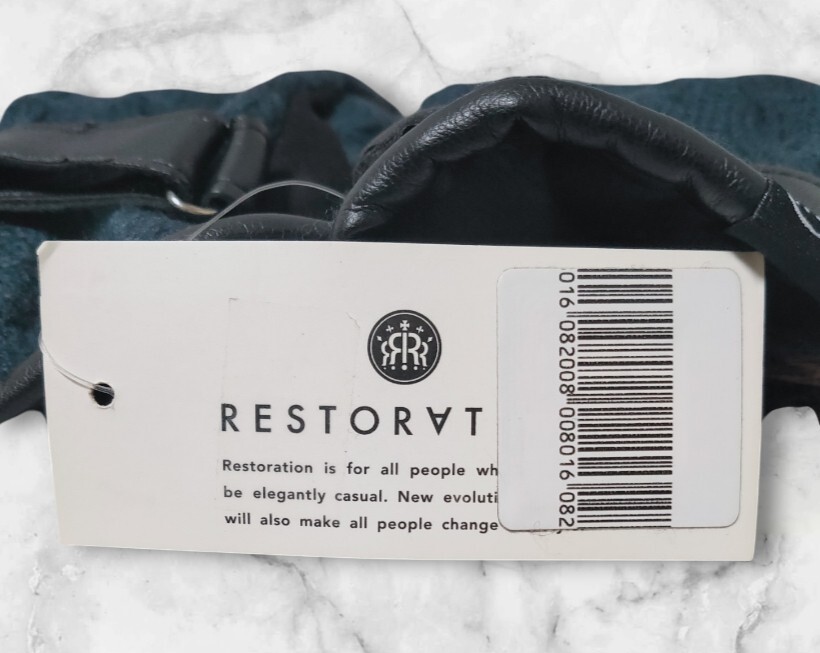 RRR
RESTORAT
Restoration is for all people wh
be elegantly casual. New evoluti
will also make all people change
016 082008 008016 082